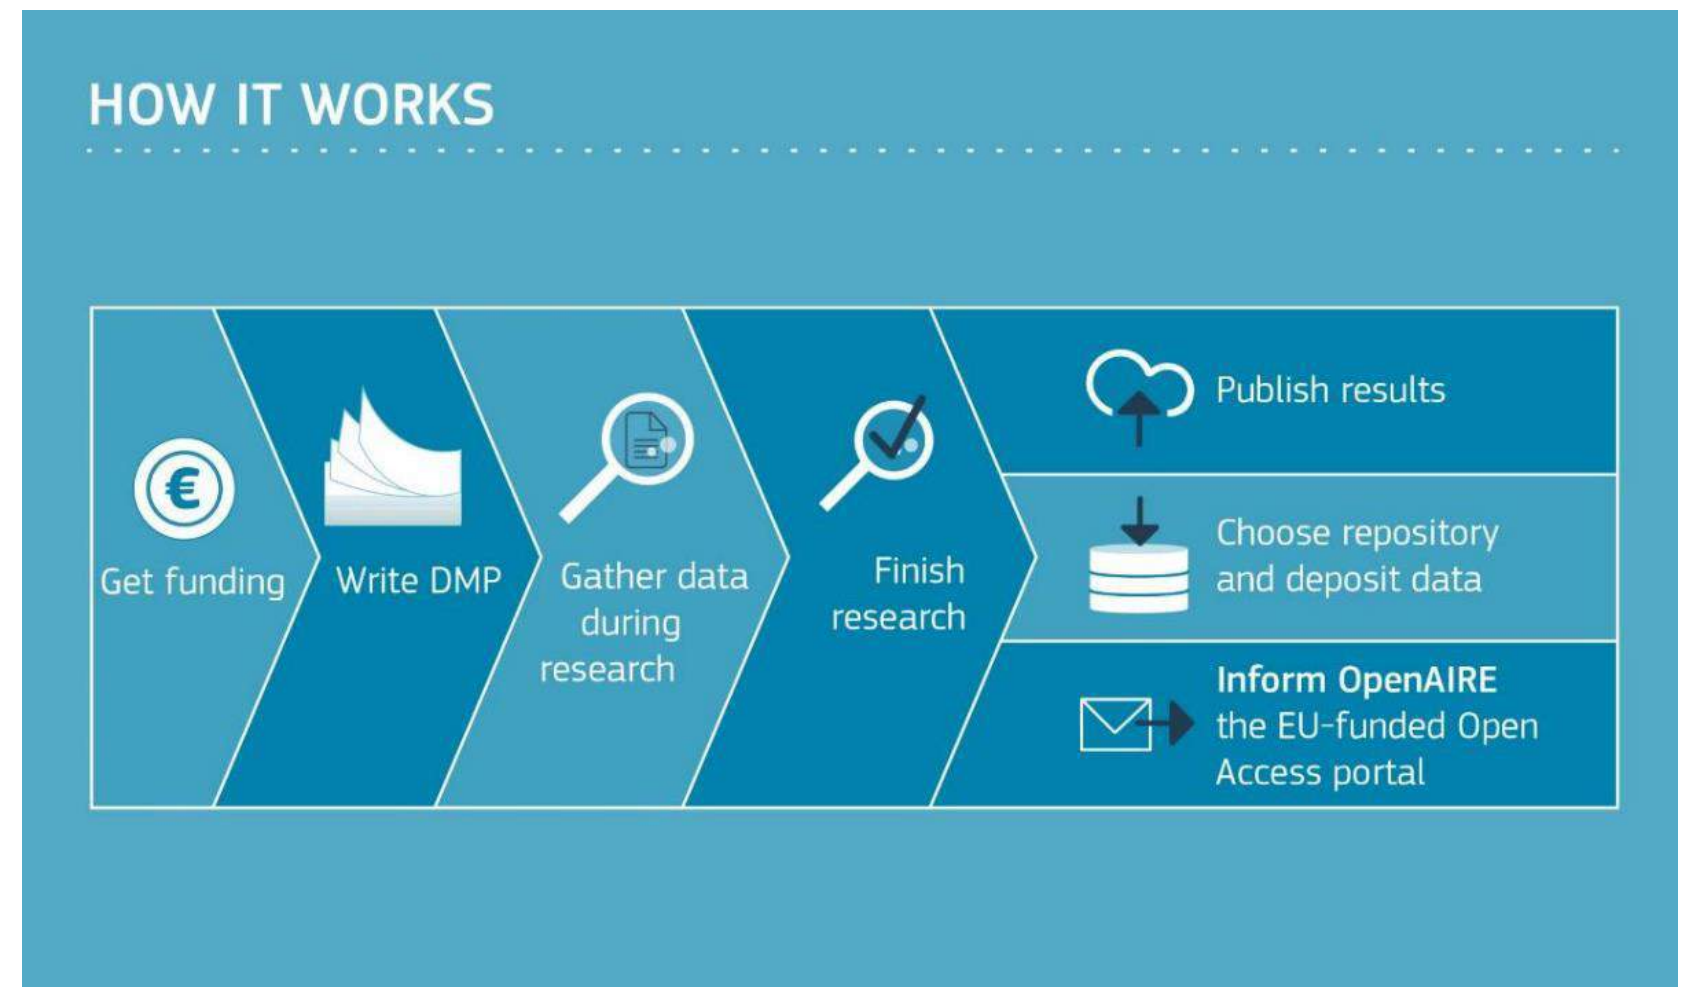 HOW IT WORKS
€
Get funding
Write DMP
Gather data
during
research
Finish
research
Publish results
Choose repository
and deposit data
Inform OpenAIRE
the EU-funded Open
Access portal